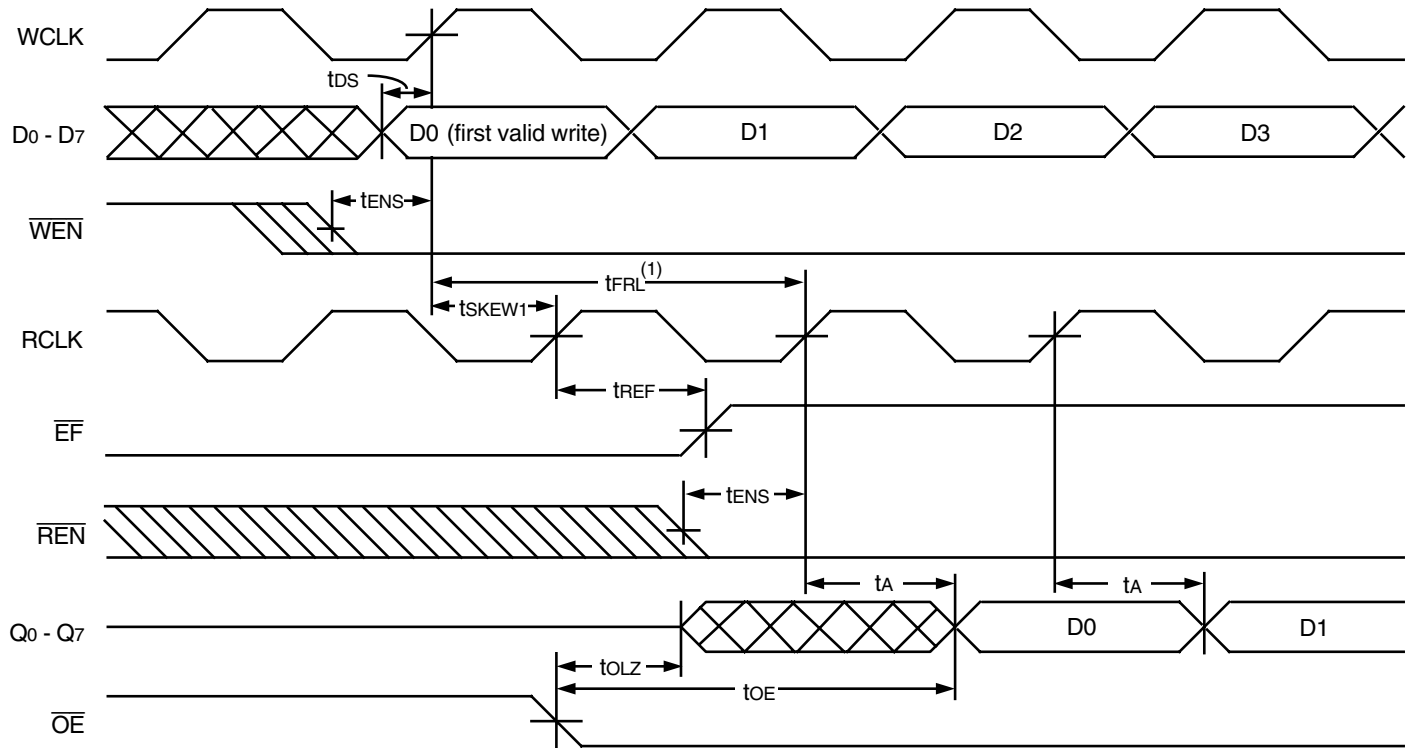 WCLK
tDS
D0 - D7
D0 (first valid write)
D1
D2
D3
tENS
WEN
tFRL(1)
tSKEW1
RCLK
tREF
EF
tENS
REN
tA
tA
Q0 - Q7
D0
D1
tOLZ
tOE
OE